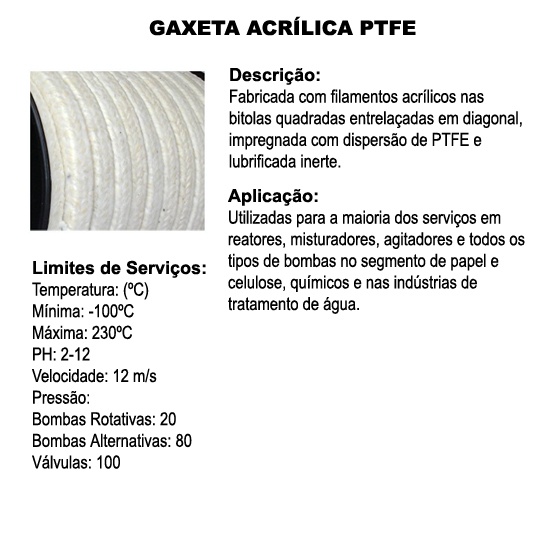 GAXETA ACRÍLICA PTFE
Descrição:
Fabricada com filamentos acrílicos nas
bitolas quadradas entrelaçadas em diagonal,
impregnada com dispersão de PTFE e
lubrificada inerte.
Aplicação:
Utilizadas para a maioria dos serviços em
reatores, misturadores, agitadores e todos os
tipos de bombas no segmento de papel e
celulose, químicos e nas indústrias de
tratamento de água.
Limites de Serviços:
Temperatura: (ºC)
Mínima: -100ºC
Máxima: 230ºC
PH: 2-12
Velocidade: 12 m/s
Pressão:
Bombas Rotativas: 20
Bombas Alternativas: 80
Válvulas: 100